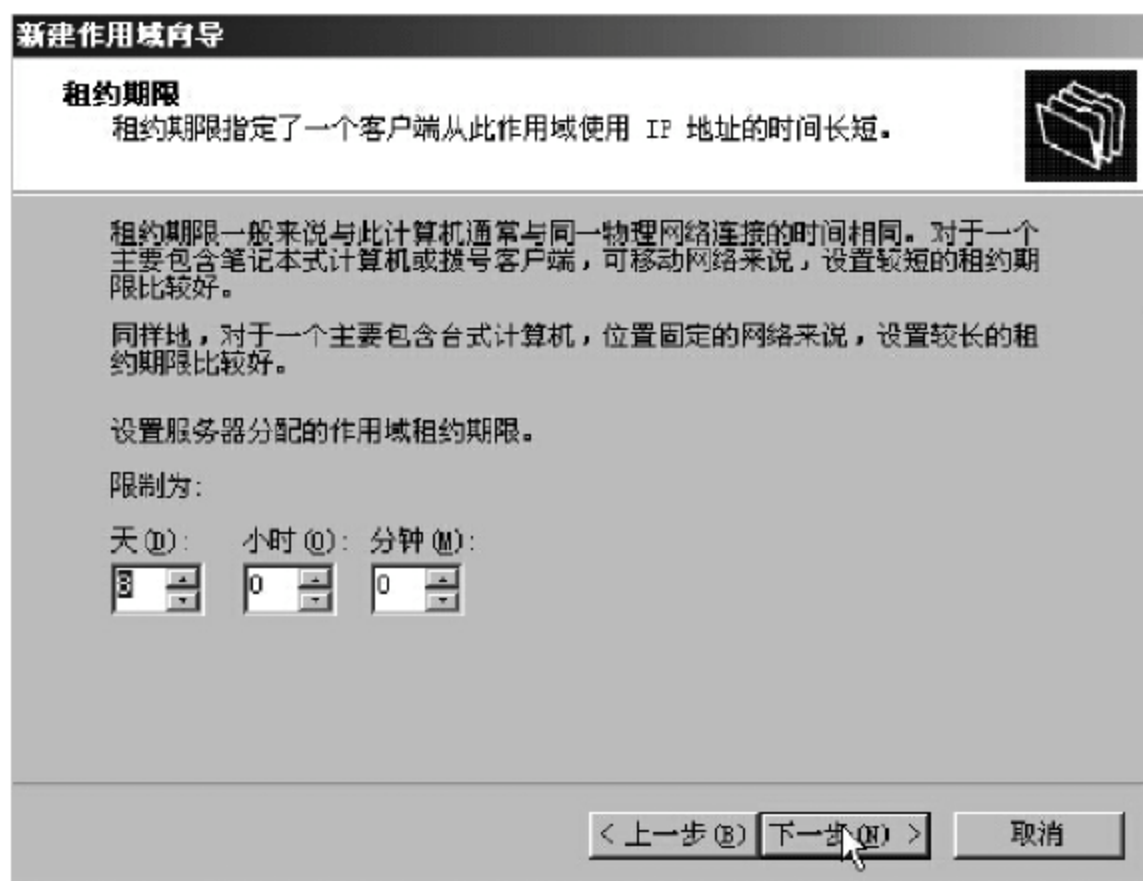 新建作用域向导
租约期限
租约期限指定了一个客户端从此作用域使用 IP 地址的时间长短。
租约期限一般来说与此计算机通常与同一物理网络连接的时间相同。对于一个
主要包含笔记本式计算机或拨号客户端，可移动网络来说，设置较短的租约期
限比较好。
同样地，对于一个主要包含台式计算机，位置固定的网络来说，设置较长的租
约期限比较好。
设置服务器分配的作用域租约期限。
限制为:
天(D): 小时(O): 分钟(M):
8 0 0
< 上一步(B) 下一步(N) > 取消